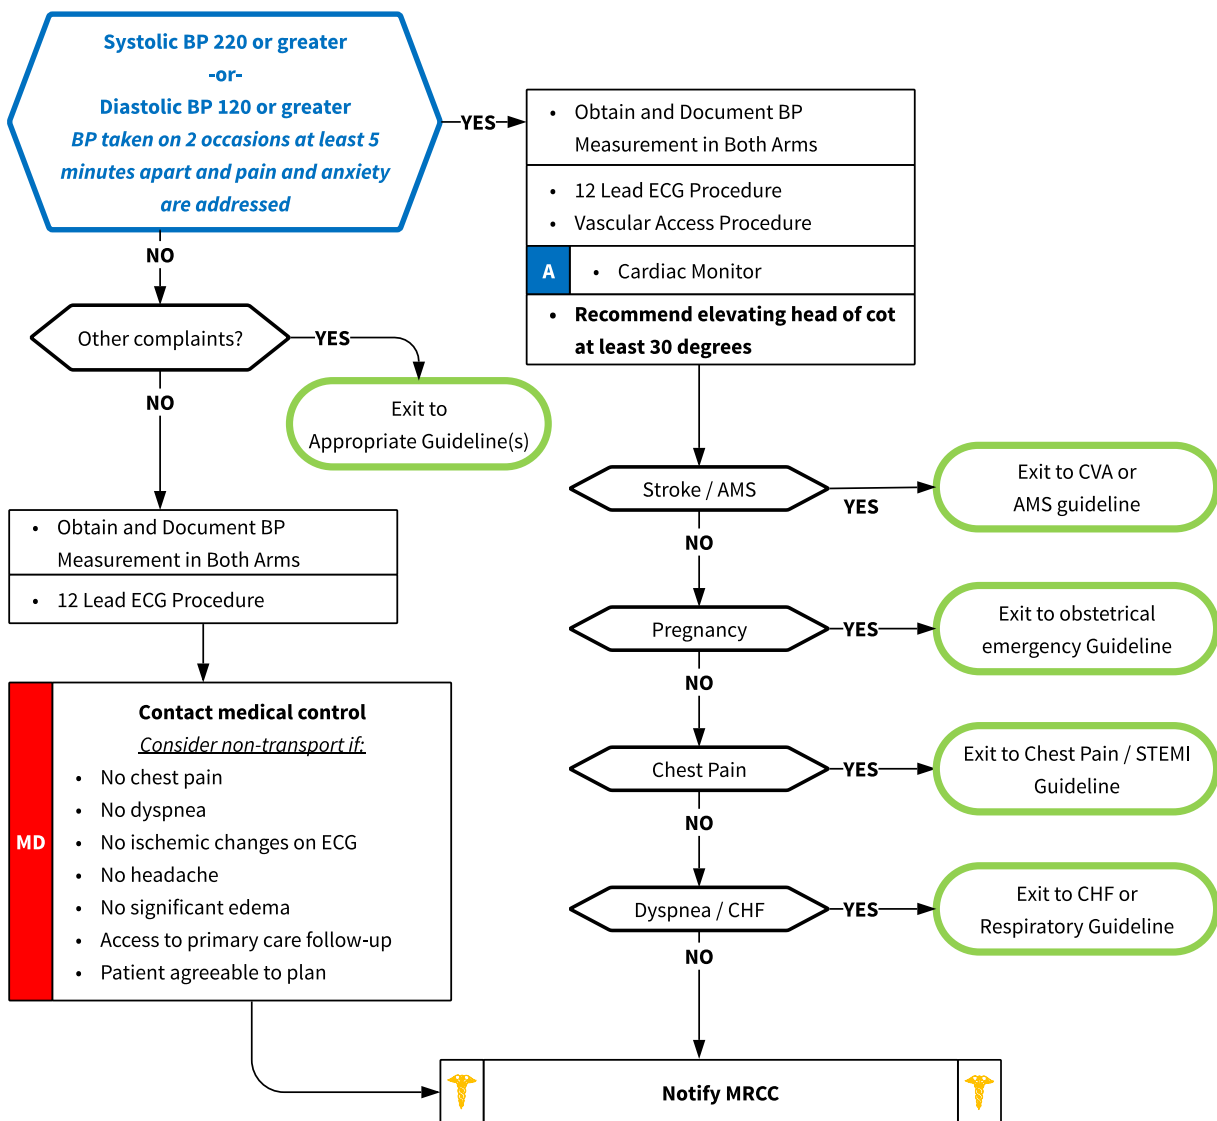 Systolic BP 220 or greater
-or-
Diastolic BP 120 or greater
BP taken on 2 occasions at least 5
minutes apart and pain and anxiety
are addressed
YES
• Obtain and Document BP
Measurement in Both Arms
• 12 Lead ECG Procedure
• Vascular Access Procedure
A
• Cardiac Monitor
• Recommend elevating head of cot
at least 30 degrees
NO
Other complaints?
YES
Exit to
Appropriate Guideline(s)
NO
• Obtain and Document BP
Measurement in Both Arms
• 12 Lead ECG Procedure
MD
Contact medical control
Consider non-transport if:
• No chest pain
• No dyspnea
• No ischemic changes on ECG
• No headache
• No significant edema
• Access to primary care follow-up
• Patient agreeable to plan
Stroke / AMS
YES
Exit to CVA or
AMS guideline
NO
Pregnancy
YES
Exit to obstetrical
emergency Guideline
NO
Chest Pain
YES
Exit to Chest Pain / STEMI
Guideline
NO
Dyspnea / CHF
YES
Exit to CHF or
Respiratory Guideline
NO
Notify MRCC